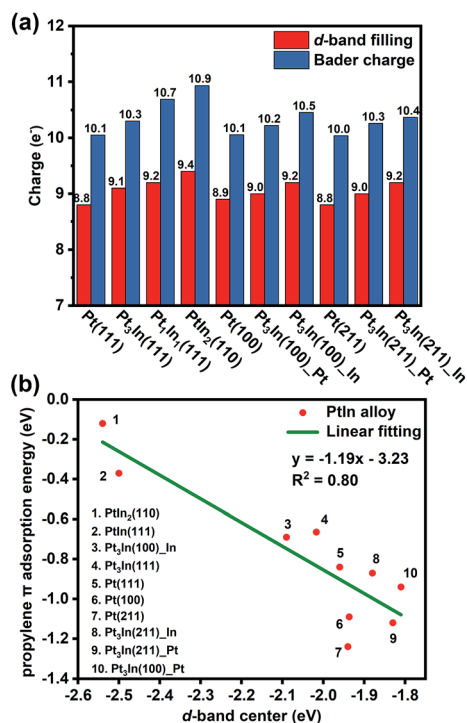 (a)
d-band filling
Bader charge
Charge (e⁻)
12
11
10
9
8
7
10.1
10.3
10.7
10.9
10.1
10.2
10.5
10.0
10.3
10.4
8.8
9.1
9.2
9.4
8.9
9.0
9.2
8.8
9.0
9.2
Pt(111)
Pt₃In(111)
Pt₁In₁(111)
PtIn₂(110)
Pt(100)
Pt₃In(100)_Pt
Pt₃In(100)_In
Pt(211)
Pt₃In(211)_Pt
Pt₃In(211)_In
(b)
propylene π adsorption energy (eV)
0.0
-0.2
-0.4
-0.6
-0.8
-1.0
-1.2
-1.4
PtIn alloy
Linear fitting
y = -1.19x - 3.23
R² = 0.80
1
2
3
4
5
6
7
8
9
10
1. PtIn₂(110)
2. PtIn(111)
3. Pt₃In(100)_In
4. Pt₃In(111)
5. Pt(111)
6. Pt(100)
7. Pt(211)
8. Pt₃In(211)_In
9. Pt₃In(211)_Pt
10. Pt₃In(100)_Pt
-2.6
-2.5
-2.4
-2.3
-2.2
-2.1
-2.0
-1.9
-1.8
d-band center (eV)